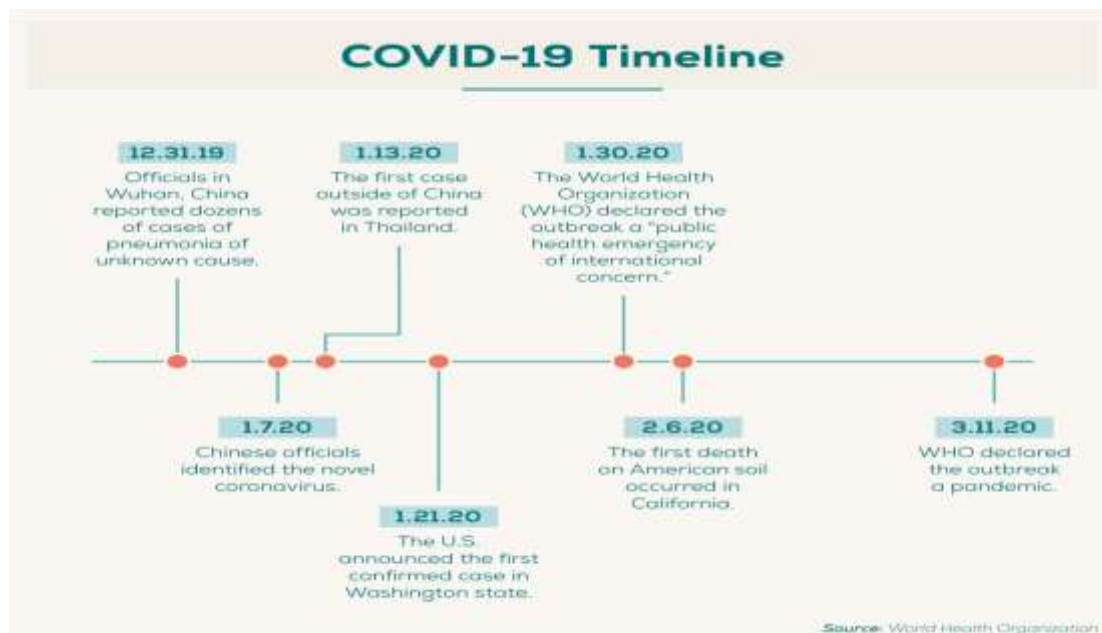 COVID-19 Timeline
12.31.19
Officials in
Wuhan, China
reported dozens
of cases of
pneumonia of
unknown cause.
1.13.20
The first case
outside of China
was reported
in Thailand.
1.30.20
The World Health
Organization
(WHO) declared the
outbreak a "public
health emergency
of international
concern."
1.7.20
Chinese officials
identified the novel
coronavirus.
1.21.20
The U.S.
announced the first
confirmed case in
Washington state.
2.6.20
The first death
on American soil
occurred in
California.
3.11.20
WHO declared
the outbreak
a pandemic.
Source: World Health Organization